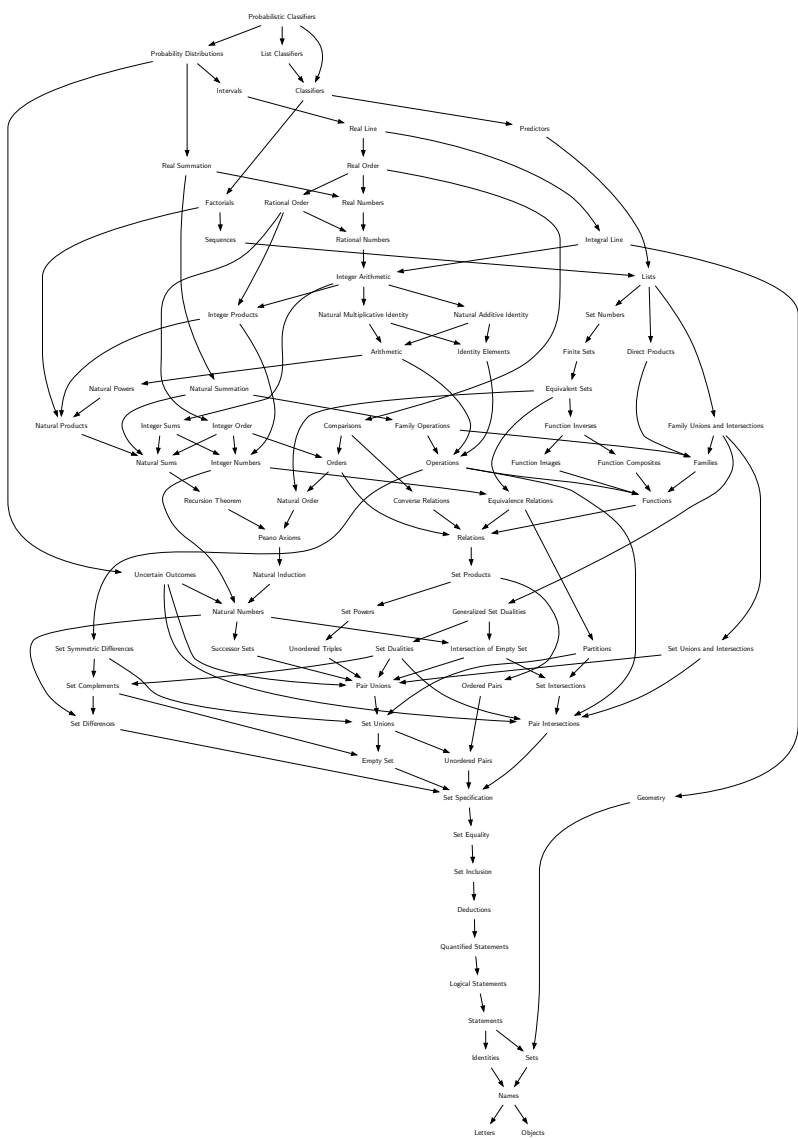 Probabilistic Classifiers
Probability Distributions
List Classifiers
Intervals
Classifiers
Real Line
Predictors
Real Summation
Real Order
Factorials
Rational Order
Real Numbers
Sequences
Rational Numbers
Integral Line
Integer Arithmetic
Lists
Integer Products
Natural Multiplicative Identity
Natural Additive Identity
Set Numbers
Arithmetic
Identity Elements
Finite Sets
Direct Products
Natural Powers
Natural Summation
Equivalent Sets
Natural Products
Integer Sums
Integer Order
Comparisons
Family Operations
Function Inverses
Family Unions and Intersections
Natural Sums
Integer Numbers
Orders
Operations
Function Images
Function Composites
Families
Recursion Theorem
Natural Order
Converse Relations
Equivalence Relations
Functions
Peano Axioms
Relations
Uncertain Outcomes
Natural Induction
Set Products
Natural Numbers
Set Powers
Generalized Set Dualities
Set Symmetric Differences
Successor Sets
Unordered Triples
Set Dualities
Intersection of Empty Set
Partitions
Set Unions and Intersections
Set Complements
Pair Unions
Ordered Pairs
Set Intersections
Set Differences
Set Unions
Pair Intersections
Empty Set
Unordered Pairs
Set Specification
Geometry
Set Equality
Set Inclusion
Deductions
Quantified Statements
Logical Statements
Statements
Identities
Sets
Names
Letters
Objects